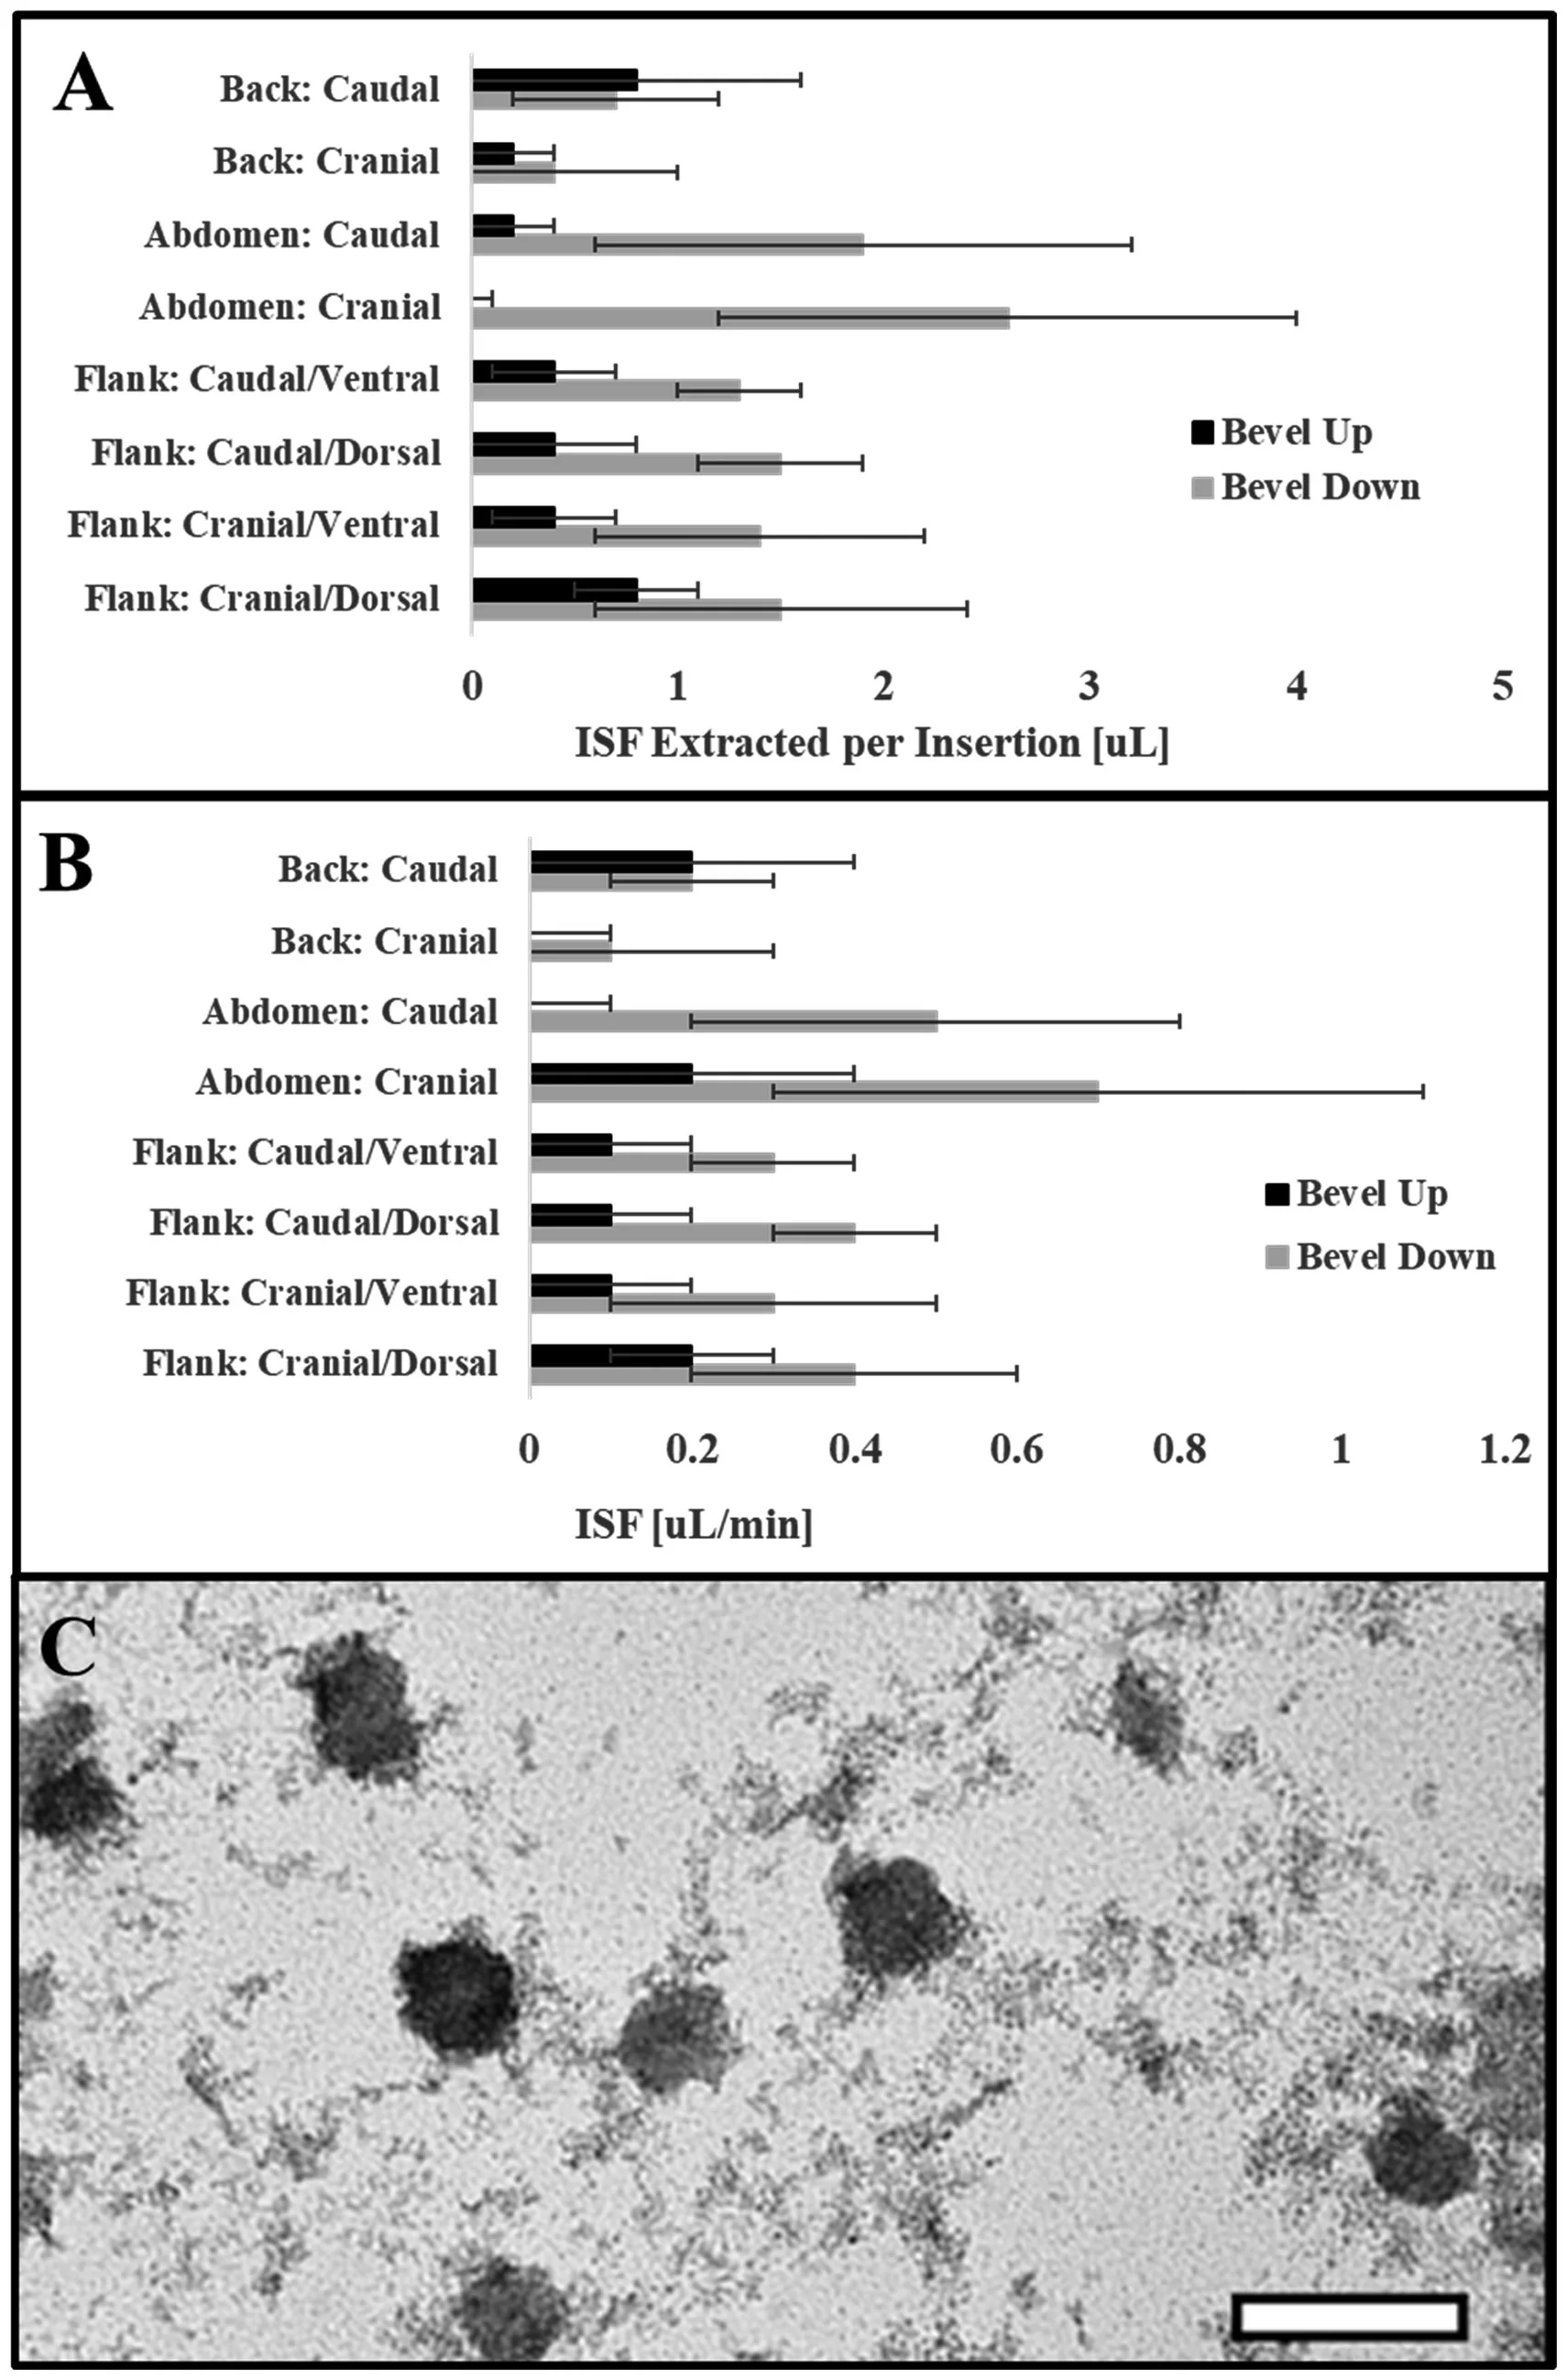 A
Back: Caudal
Back: Cranial
Abdomen: Caudal
Abdomen: Cranial
Flank: Caudal/Ventral
Flank: Caudal/Dorsal
Flank: Cranial/Ventral
Flank: Cranial/Dorsal
Bevel Up
Bevel Down
0 1 2 3 4 5
ISF Extracted per Insertion [uL]
B
Back: Caudal
Back: Cranial
Abdomen: Caudal
Abdomen: Cranial
Flank: Caudal/Ventral
Flank: Caudal/Dorsal
Flank: Cranial/Ventral
Flank: Cranial/Dorsal
Bevel Up
Bevel Down
0 0.2 0.4 0.6 0.8 1 1.2
ISF [uL/min]
C